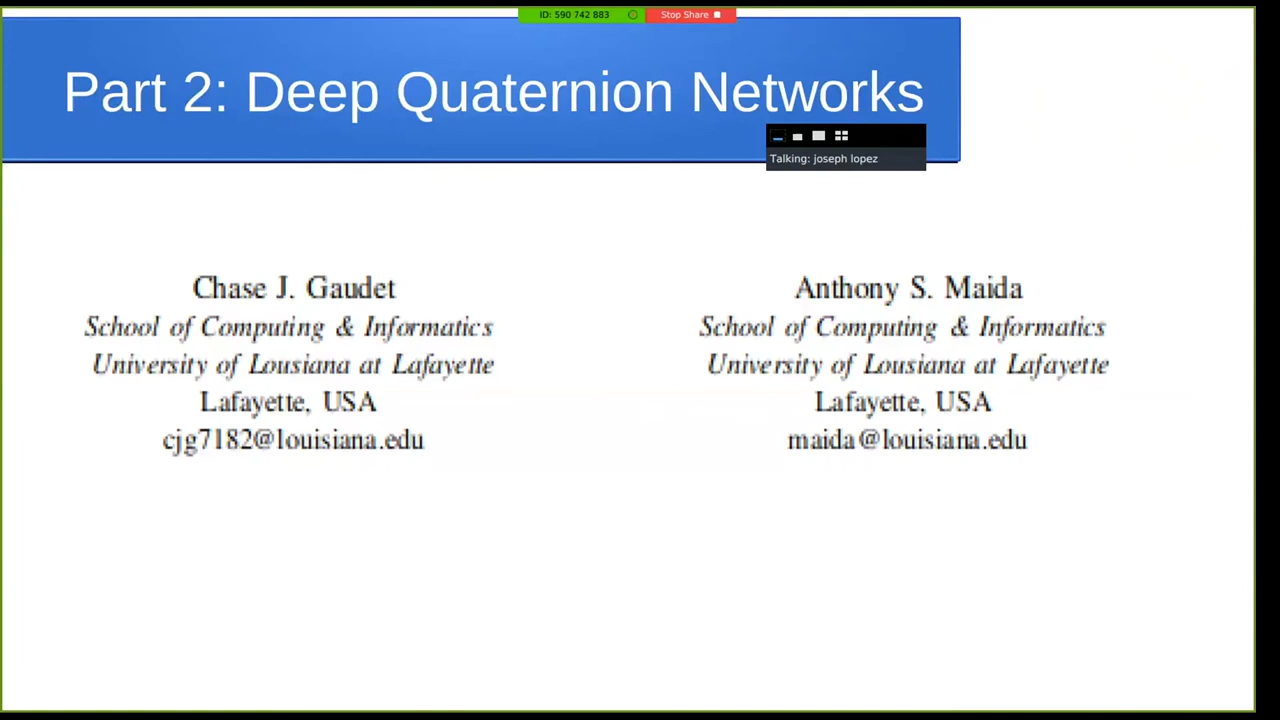 ID: 590 742 883
Stop Share
Part 2: Deep Quaternion Networks
Talking: joseph lopez
Chase J. Gaudet
School of Computing & Informatics
University of Lousiana at Lafayette
Lafayette, USA
cjg7182@louisiana.edu
Anthony S. Maida
School of Computing & Informatics
University of Lousiana at Lafayette
Lafayette, USA
maida@louisiana.edu